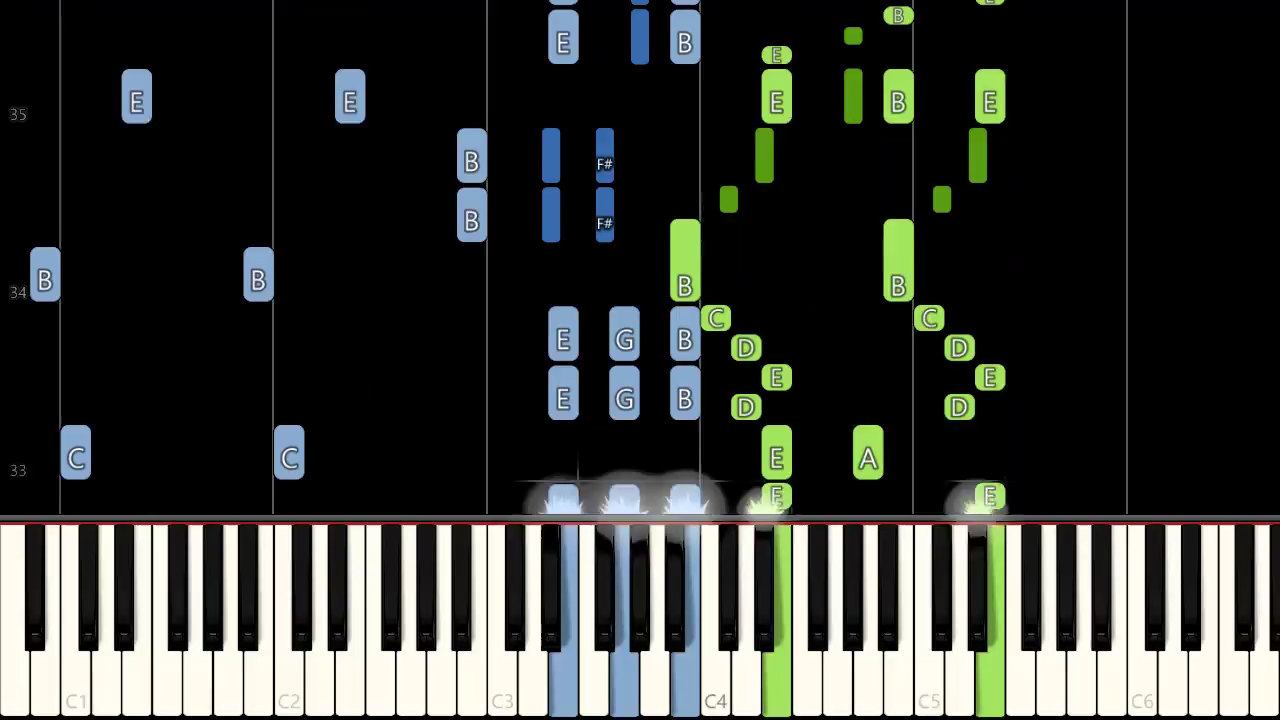 B E
E B
E
35 E E E B E
B F#
B F#
34 B B B B
C C
E G B D D
E E
E G B D D
33 C C E A
E E
C1 C2 C3 C4 C5 C6